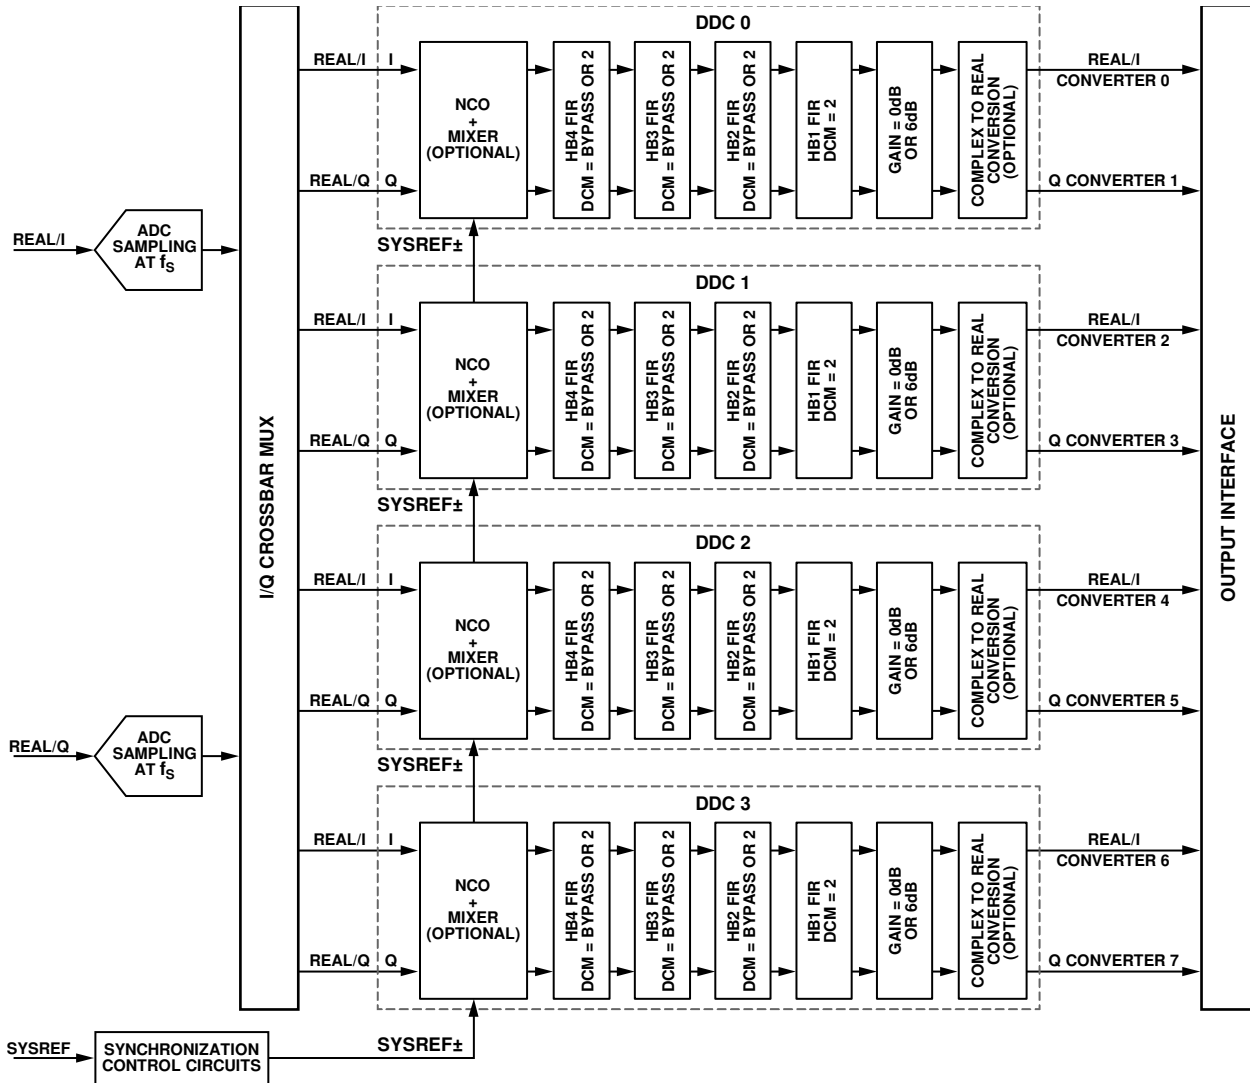 REAL/I
ADC
SAMPLING
AT fS
REAL/Q
ADC
SAMPLING
AT fS
SYSREF
SYNCHRONIZATION
CONTROL CIRCUITS
I/Q CROSSBAR MUX
DDC 0
REAL/I I
REAL/Q Q
NCO
+
MIXER
(OPTIONAL)
HB4 FIR
DCM = BYPASS OR 2
HB3 FIR
DCM = BYPASS OR 2
HB2 FIR
DCM = BYPASS OR 2
HB1 FIR
DCM = 2
GAIN = 0dB
OR 6dB
COMPLEX TO REAL
CONVERSION
(OPTIONAL)
REAL/I
CONVERTER 0
Q CONVERTER 1
SYSREF±
DDC 1
REAL/I I
REAL/Q Q
NCO
+
MIXER
(OPTIONAL)
HB4 FIR
DCM = BYPASS OR 2
HB3 FIR
DCM = BYPASS OR 2
HB2 FIR
DCM = BYPASS OR 2
HB1 FIR
DCM = 2
GAIN = 0dB
OR 6dB
COMPLEX TO REAL
CONVERSION
(OPTIONAL)
REAL/I
CONVERTER 2
Q CONVERTER 3
SYSREF±
DDC 2
REAL/I I
REAL/Q Q
NCO
+
MIXER
(OPTIONAL)
HB4 FIR
DCM = BYPASS OR 2
HB3 FIR
DCM = BYPASS OR 2
HB2 FIR
DCM = BYPASS OR 2
HB1 FIR
DCM = 2
GAIN = 0dB
OR 6dB
COMPLEX TO REAL
CONVERSION
(OPTIONAL)
REAL/I
CONVERTER 4
Q CONVERTER 5
SYSREF±
DDC 3
REAL/I I
REAL/Q Q
NCO
+
MIXER
(OPTIONAL)
HB4 FIR
DCM = BYPASS OR 2
HB3 FIR
DCM = BYPASS OR 2
HB2 FIR
DCM = BYPASS OR 2
HB1 FIR
DCM = 2
GAIN = 0dB
OR 6dB
COMPLEX TO REAL
CONVERSION
(OPTIONAL)
REAL/I
CONVERTER 6
Q CONVERTER 7
SYSREF±
OUTPUT INTERFACE